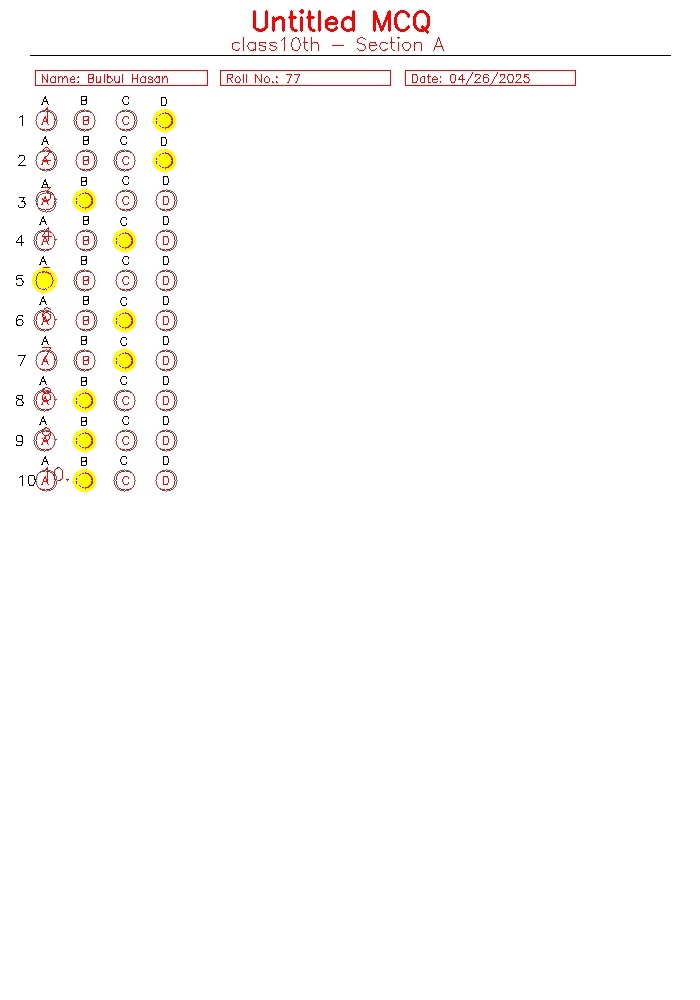 Untitled MCQ
class10th – Section A
Name: Bulbul Hasan Roll No.: 77 Date: 04/26/2025
A B C D
1 A B C
A B C D
2 A B C
A B C D
3 A C D
A B C D
4 A B D
A B C D
5 B C D
A B C D
6 A B D
A B C D
7 A B D
A B C D
8 A C D
A B C D
9 A C D
A B C D
10 A C D